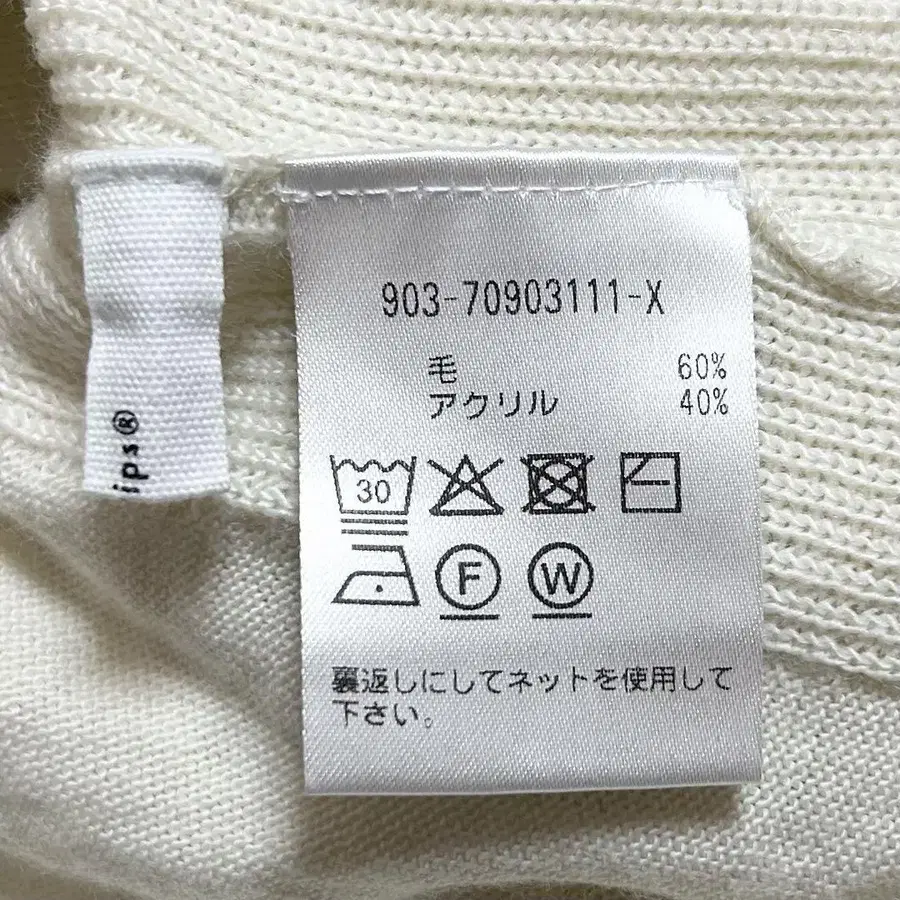 903-70903111-X
毛 60%
アクリル 40%
30
F W
裏返しにしてネットを使用して
下さい。
ips®